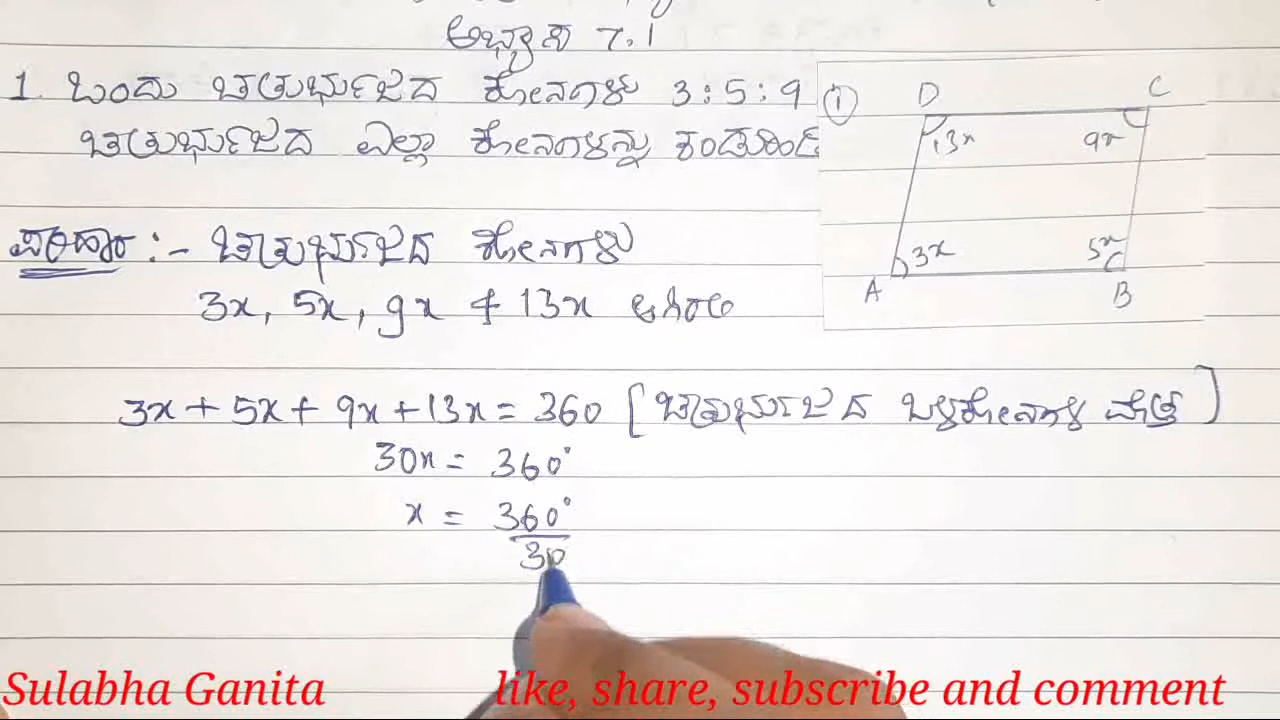 ಅಭ್ಯಾಸ 7.1
1. ಒಂದು ಚತುರ್ಭುಜದ ಕೋನಗಳು 3:5:9
ಚತುರ್ಭುಜದ ಎಲ್ಲಾ ಕೋನಗಳನ್ನು
① D C
13x 9x
3x 5x
A B
ಪರಿಹಾರ :- ಚತುರ್ಭುಜದ ಕೋನಗಳು
3x, 5x, 9x & 13x ಆಗಿರಲಿ
3x + 5x + 9x + 13x = 360 [ ಚತುರ್ಭುಜದ ಒಳಕೋನಗಳ ಮೊತ್ತ ]
30x = 360°
x = 360°
30
Sulabha Ganita like, share, subscribe and comment